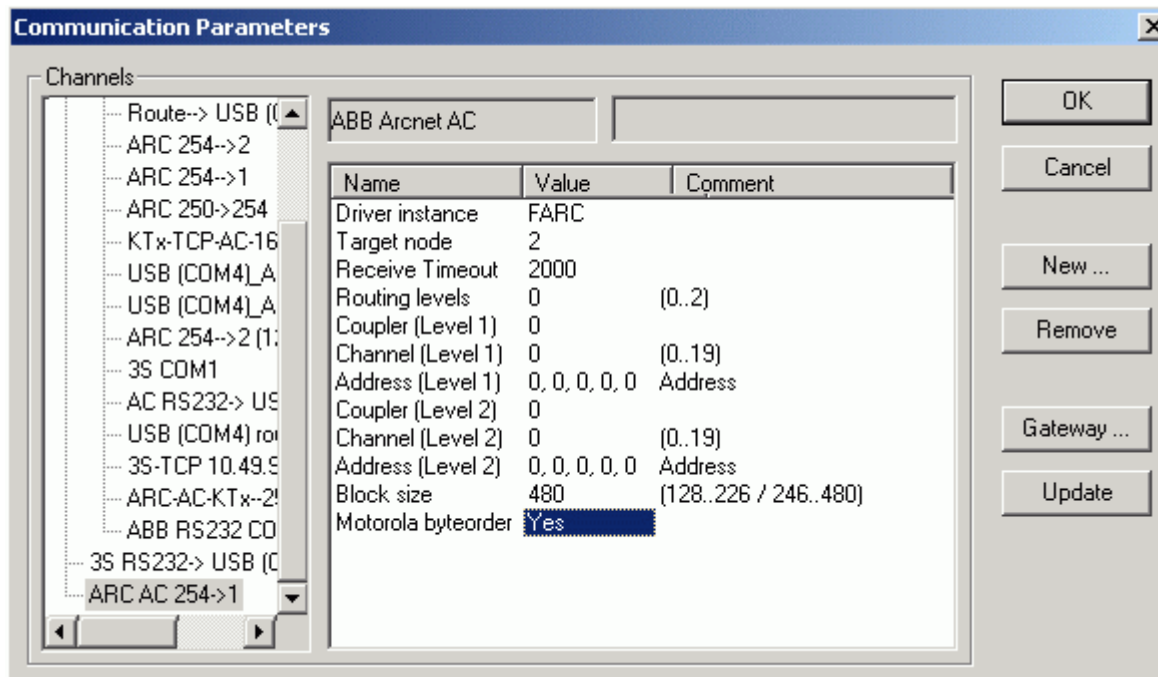 Communication Parameters
Channels
Route--> USB (
ARC 254-->2
ARC 254-->1
ARC 250->254
KTx-TCP-AC-16
USB (COM4)_A
USB (COM4)_A
ARC 254-->2 (1
3S COM1
AC RS232-> US
USB (COM4) ro
3S-TCP 10.49.9
ARC-AC-KTx--2
ABB RS232 CO
3S RS232-> USB (C
ARC AC 254->1
ABB Arcnet AC
Name Value Comment
Driver instance FARC
Target node 2
Receive Timeout 2000
Routing levels 0 (0..2)
Coupler (Level 1) 0
Channel (Level 1) 0 (0..19)
Address (Level 1) 0, 0, 0, 0, 0 Address
Coupler (Level 2) 0
Channel (Level 2) 0 (0..19)
Address (Level 2) 0, 0, 0, 0, 0 Address
Block size 480 (128..226 / 246..480)
Motorola byteorder Yes
OK
Cancel
New ...
Remove
Gateway ...
Update